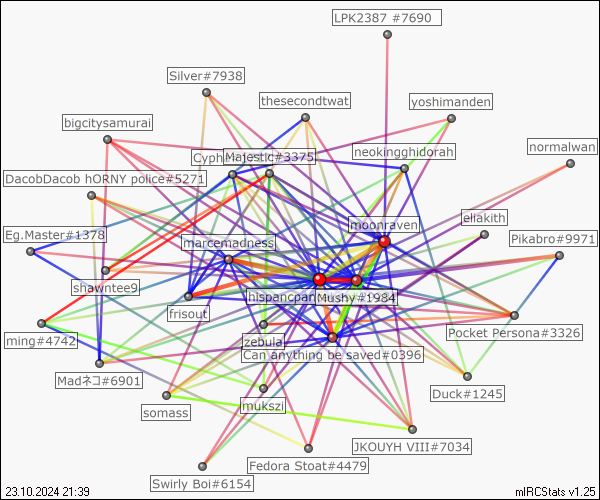 LPK2387 #7690
Silver#7938
thesecondtwat
yoshimanden
bigcitysamurai
neokingghidorah
normalwan
Majestic#3375
DacobDacob hORNY police#5271
moonraven
eliakith
Eg.Master#1378
marcemadness
Pikabro#9971
shawntee9
hispancpar
Mushy#1984
frisout
ming#4742
zebula
Pocket Persona#3326
Can anything be saved#0396
Madネコ#6901
Duck#1245
somass
mukszi
JKOUYH VIII#7034
Fedora Stoat#4479
Swirly Boi#6154
23.10.2024 21:39
mIRCStats v1.25